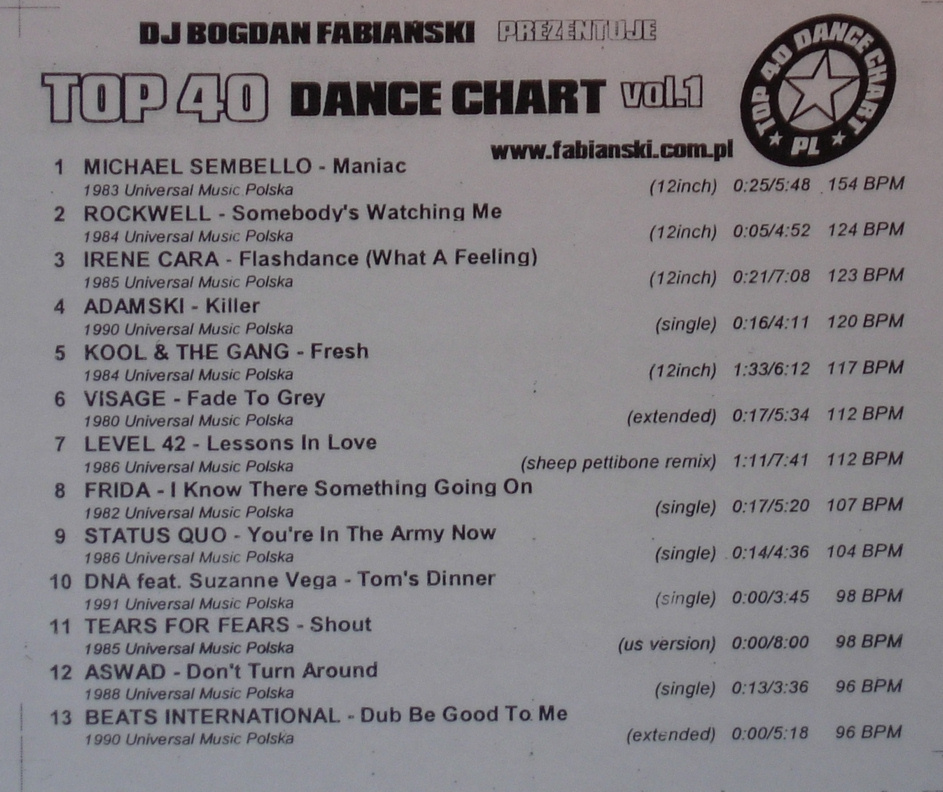 DJ BOGDAN FABIAŃSKI PREZENTUJE
TOP 40 DANCE CHART vol.1
TOP 40 DANCE CHART PL
www.fabianski.com.pl
1 MICHAEL SEMBELLO - Maniac
1983 Universal Music Polska (12inch) 0:25/5:48 154 BPM
2 ROCKWELL - Somebody's Watching Me
1984 Universal Music Polska (12inch) 0:05/4:52 124 BPM
3 IRENE CARA - Flashdance (What A Feeling)
1985 Universal Music Polska (12inch) 0:21/7:08 123 BPM
4 ADAMSKI - Killer
1990 Universal Music Polska (single) 0:16/4:11 120 BPM
5 KOOL & THE GANG - Fresh
1984 Universal Music Polska (12inch) 1:33/6:12 117 BPM
6 VISAGE - Fade To Grey
1980 Universal Music Polska (extended) 0:17/5:34 112 BPM
7 LEVEL 42 - Lessons In Love
1986 Universal Music Polska (sheep pettibone remix) 1:11/7:41 112 BPM
8 FRIDA - I Know There Something Going On
1982 Universal Music Polska (single) 0:17/5:20 107 BPM
9 STATUS QUO - You're In The Army Now
1986 Universal Music Polska (single) 0:14/4:36 104 BPM
10 DNA feat. Suzanne Vega - Tom's Dinner
1991 Universal Music Polska (single) 0:00/3:45 98 BPM
11 TEARS FOR FEARS - Shout
1985 Universal Music Polska (us version) 0:00/8:00 98 BPM
12 ASWAD - Don't Turn Around
1988 Universal Music Polska (single) 0:13/3:36 96 BPM
13 BEATS INTERNATIONAL - Dub Be Good To Me
1990 Universal Music Polska (extended) 0:00/5:18 96 BPM